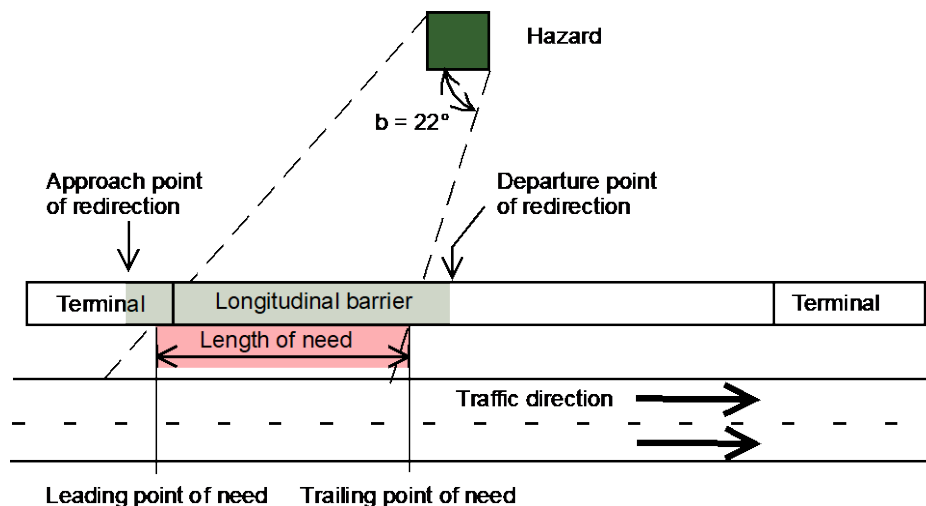 Hazard
b = 22°
Approach point
of redirection
Departure point
of redirection
Terminal
Longitudinal barrier
Terminal
Length of need
Traffic direction
Leading point of need
Trailing point of need